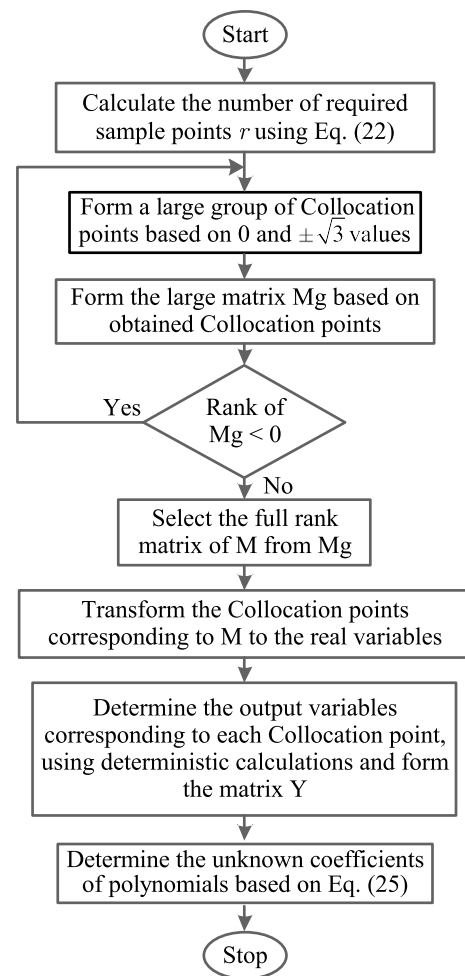 Start
Calculate the number of required
sample points r using Eq. (22)
Form a large group of Collocation
points based on 0 and ±√3 values
Form the large matrix Mg based on
obtained Collocation points
Yes
Rank of
Mg < 0
No
Select the full rank
matrix of M from Mg
Transform the Collocation points
corresponding to M to the real variables
Determine the output variables
corresponding to each Collocation point,
using deterministic calculations and form
the matrix Y
Determine the unknown coefficients
of polynomials based on Eq. (25)
Stop